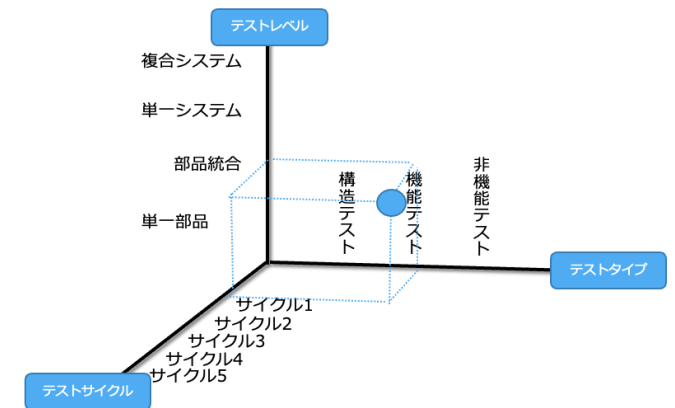 テストレベル
複合システム
単一システム
部品統合
単一部品
構造テスト
機能テスト
非機能テスト
テストタイプ
サイクル1
サイクル2
サイクル3
サイクル4
サイクル5
テストサイクル